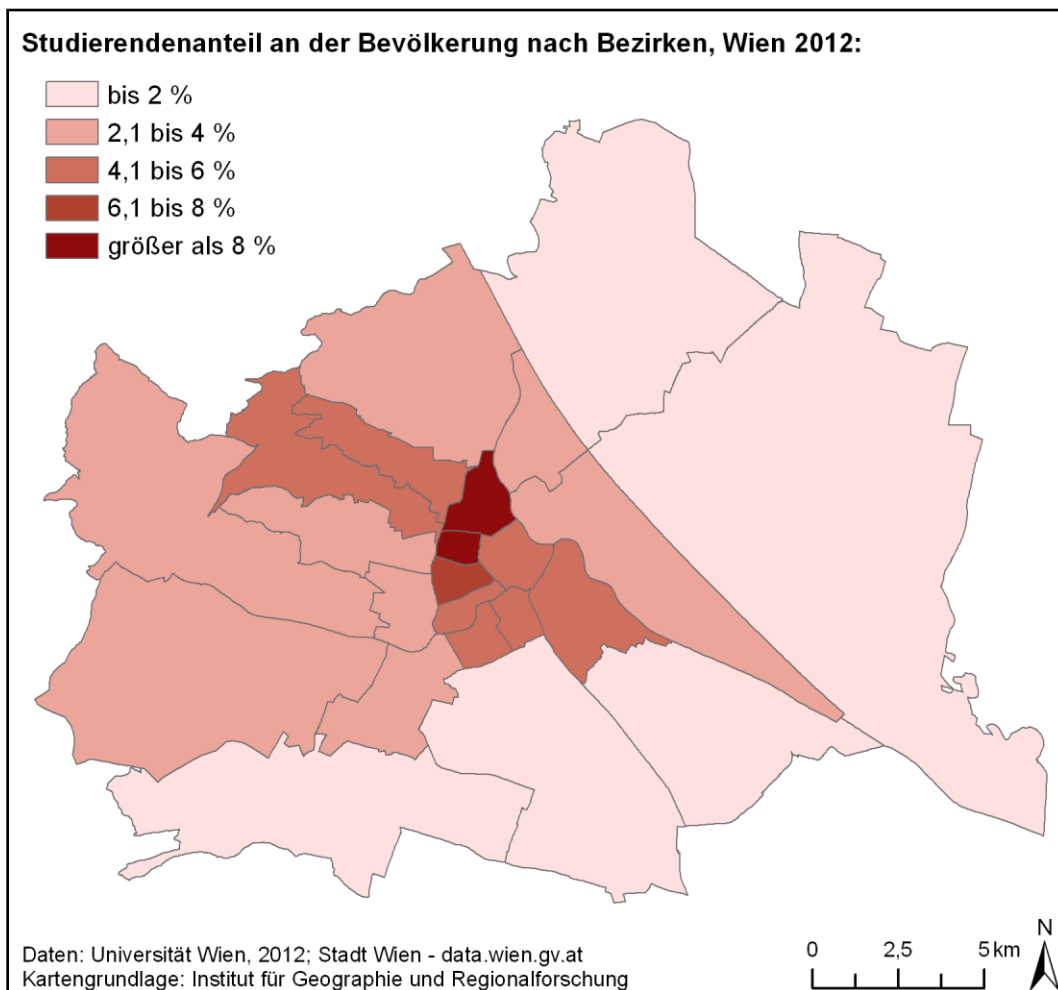 Studierendenanteil an der Bevölkerung nach Bezirken, Wien 2012:
bis 2 %
2,1 bis 4 %
4,1 bis 6 %
6,1 bis 8 %
größer als 8 %
Daten: Universität Wien, 2012; Stadt Wien - data.wien.gv.at
Kartengrundlage: Institut für Geographie und Regionalforschung
0 2,5 5 km
N